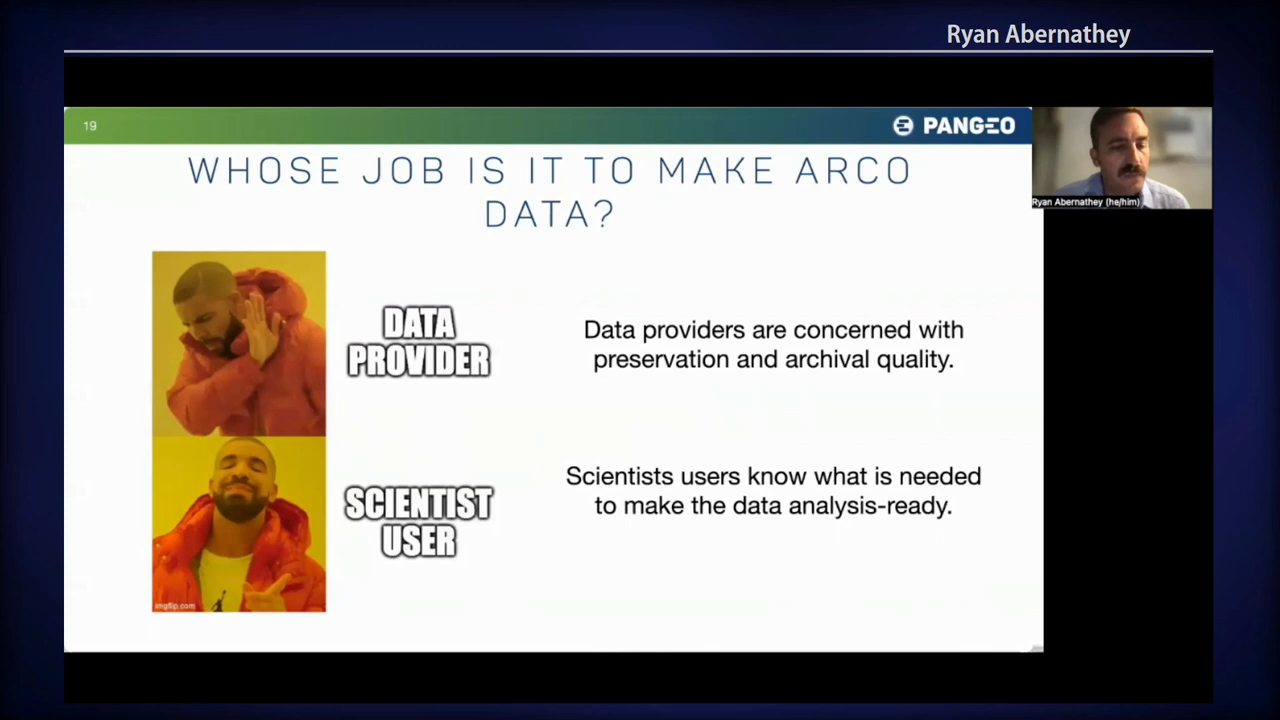 Ryan Abernathey
19
PANGEO
WHOSE JOB IS IT TO MAKE ARCO
DATA?
Ryan Abernathey (he/him)
DATA
PROVIDER
Data providers are concerned with
preservation and archival quality.
SCIENTIST
USER
Scientists users know what is needed
to make the data analysis-ready.
imgflip.com